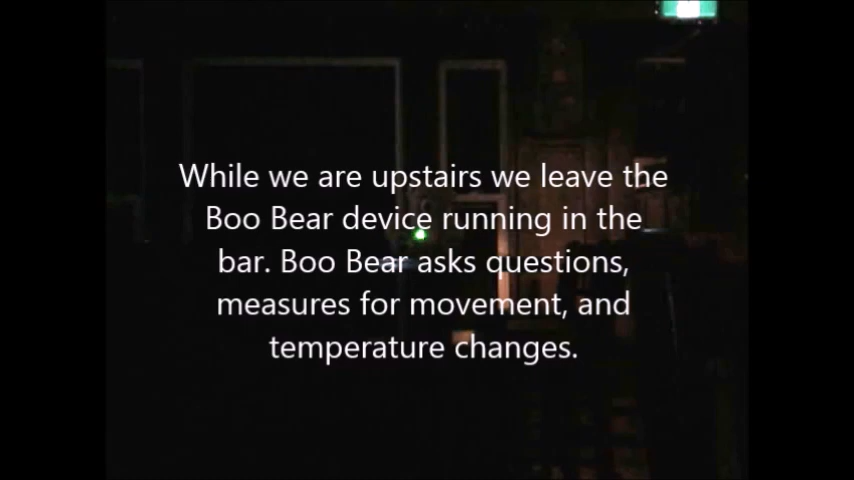 While we are upstairs we leave the
Boo Bear device running in the
bar. Boo Bear asks questions,
measures for movement, and
temperature changes.